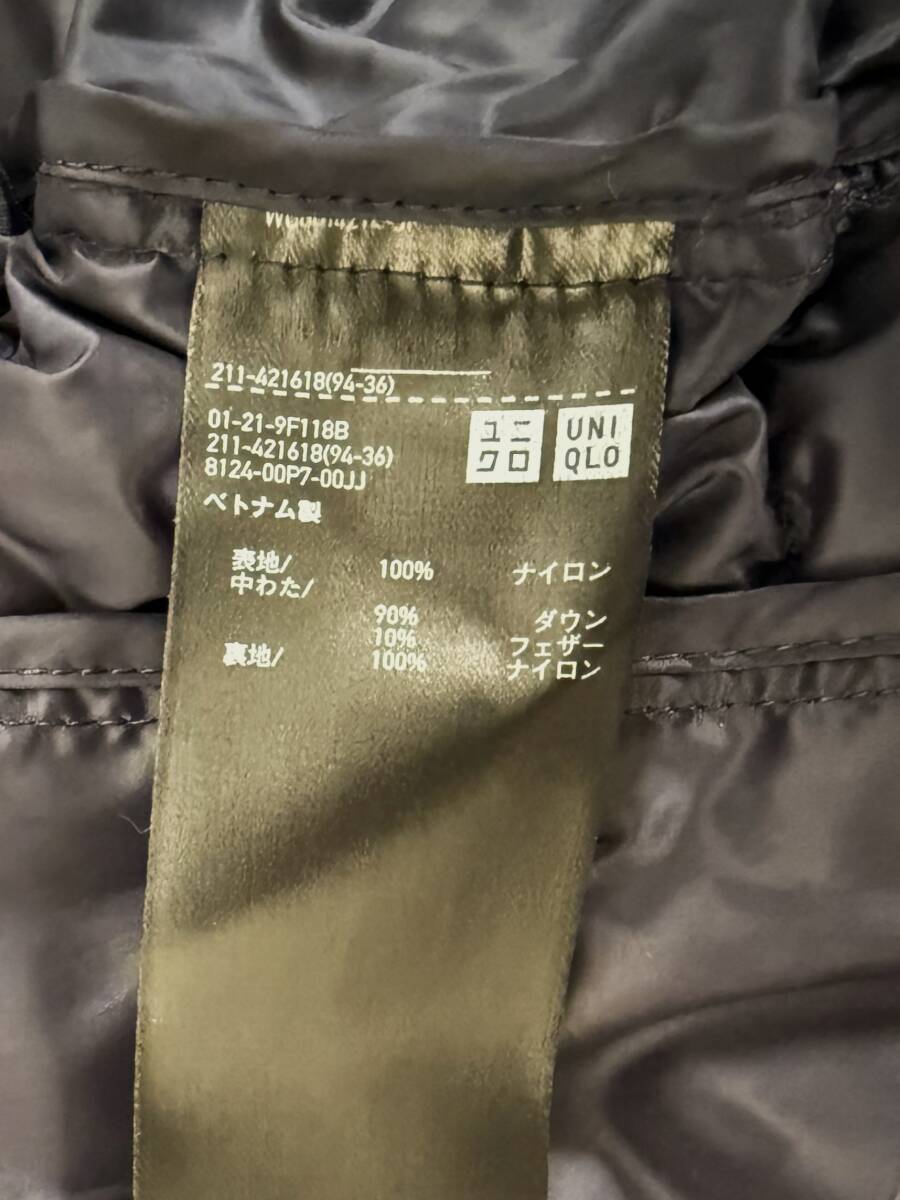 211-421618(94-36)
01-21-9F118B
211-421618(94-36)
8124-00P7-00JJ
ベトナム製
ユニ
クロ
UNI
QLO
表地/ 100% ナイロン
中わた/
90% ダウン
10% フェザー
裏地/ 100% ナイロン